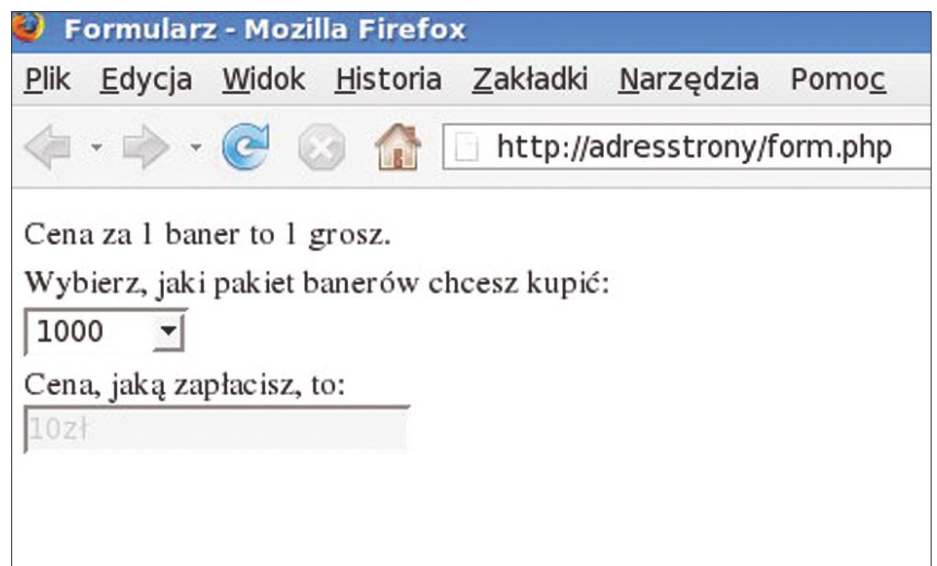 Formularz - Mozilla Firefox
Plik Edycja Widok Historia Zakładki Narzędzia Pomoc
http://adresstrony/form.php
Cena za 1 baner to 1 grosz.
Wybierz, jaki pakiet banerów chcesz kupić:
1000
Cena, jaką zapłacisz, to:
10zł